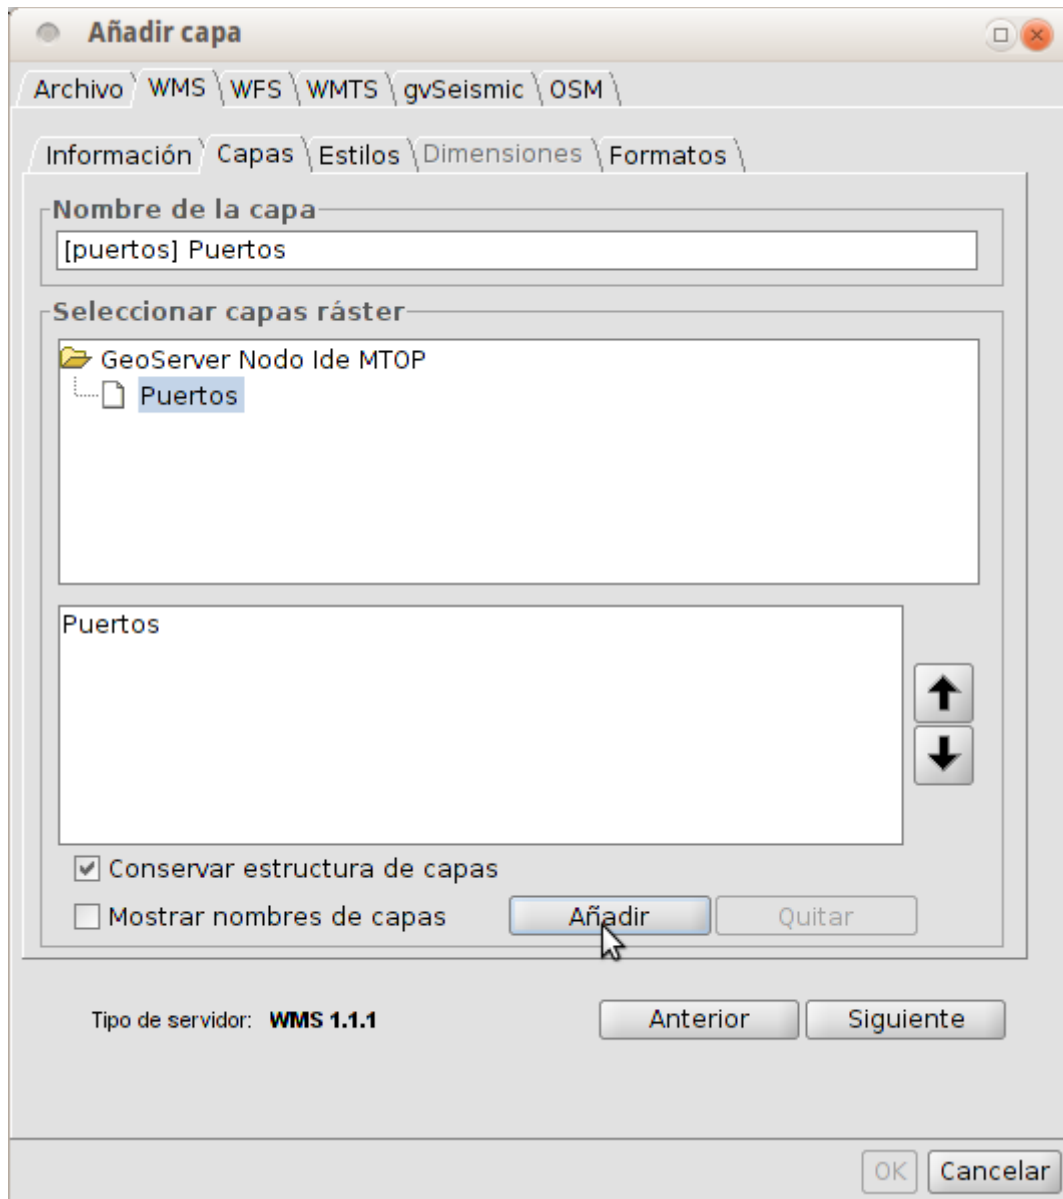 Añadir capa
Archivo WMS WFS WMTS gvSeismic OSM
Información Capas Estilos Dimensiones Formatos
Nombre de la capa
[puertos] Puertos
Seleccionar capas ráster
GeoServer Nodo Ide MTOP
Puertos
Puertos
Conservar estructura de capas
Mostrar nombres de capas Añadir Quitar
Tipo de servidor: WMS 1.1.1 Anterior Siguiente
OK Cancelar